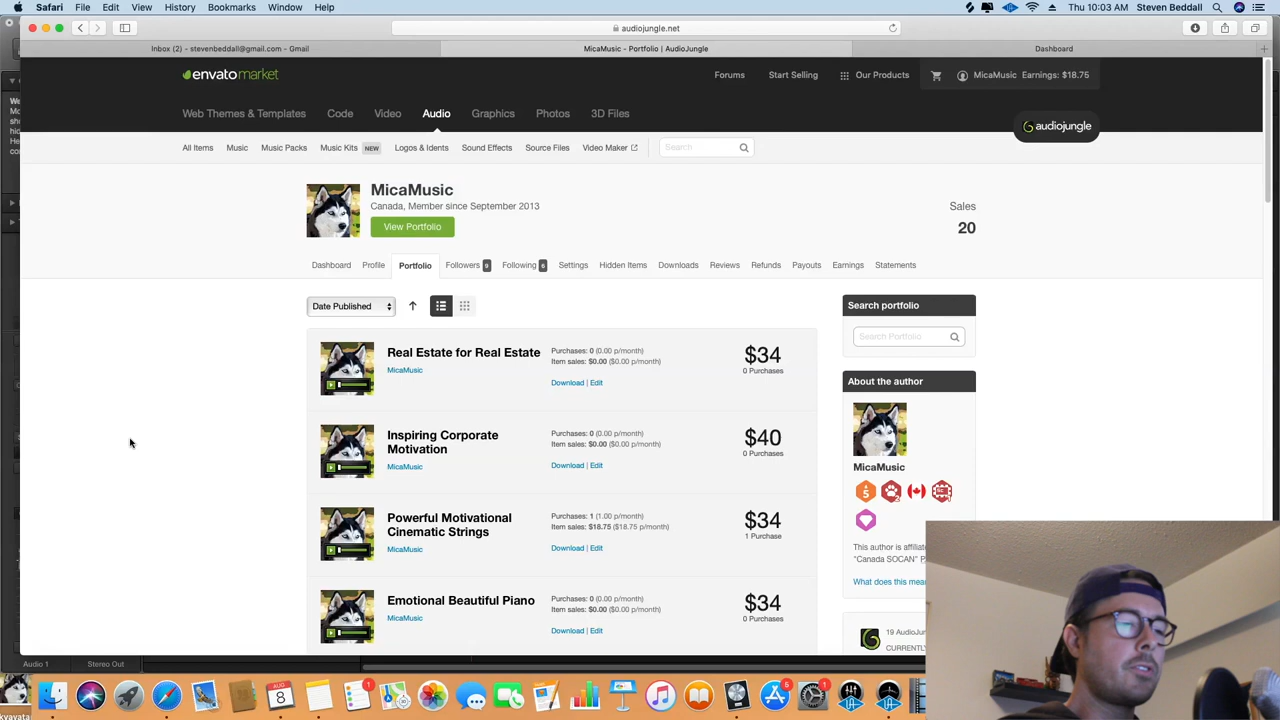 Safari File Edit View History Bookmarks Window Help Thu 10:03 AM Steven Beddall
audiojungle.net
Inbox (2) - stevenbeddall@gmail.com - Gmail MicaMusic - Portfolio | AudioJungle Dashboard
envatomarket Forums Start Selling Our Products MicaMusic Earnings: $18.75
Web Themes & Templates Code Video Audio Graphics Photos 3D Files
audiojungle
All Items Music Music Packs Music Kits NEW Logos & Idents Sound Effects Source Files Video Maker Search
MicaMusic
Canada, Member since September 2013
View Portfolio
Sales
20
Dashboard Profile Portfolio Followers 9 Following 6 Settings Hidden Items Downloads Reviews Refunds Payouts Earnings Statements
Date Published
Real Estate for Real Estate
MicaMusic
Purchases: 0 (0.00 p/month)
Item sales: $0.00 ($0.00 p/month)
Download | Edit
$34
0 Purchases
Inspiring Corporate
Motivation
MicaMusic
Purchases: 0 (0.00 p/month)
Item sales: $0.00 ($0.00 p/month)
Download | Edit
$40
0 Purchases
Powerful Motivational
Cinematic Strings
MicaMusic
Purchases: 1 (1.00 p/month)
Item sales: $18.75 ($18.75 p/month)
Download | Edit
$34
1 Purchase
Emotional Beautiful Piano
MicaMusic
Purchases: 0 (0.00 p/month)
Item sales: $0.00 ($0.00 p/month)
Download | Edit
$34
0 Purchases
Search portfolio
Search Portfolio
About the author
MicaMusic
This author is affilia
"Canada SOCAN"
What does this mea
19 AudioJun
CURRENTLY
Audio 1 Stereo Out
AUG
8
1
5
1